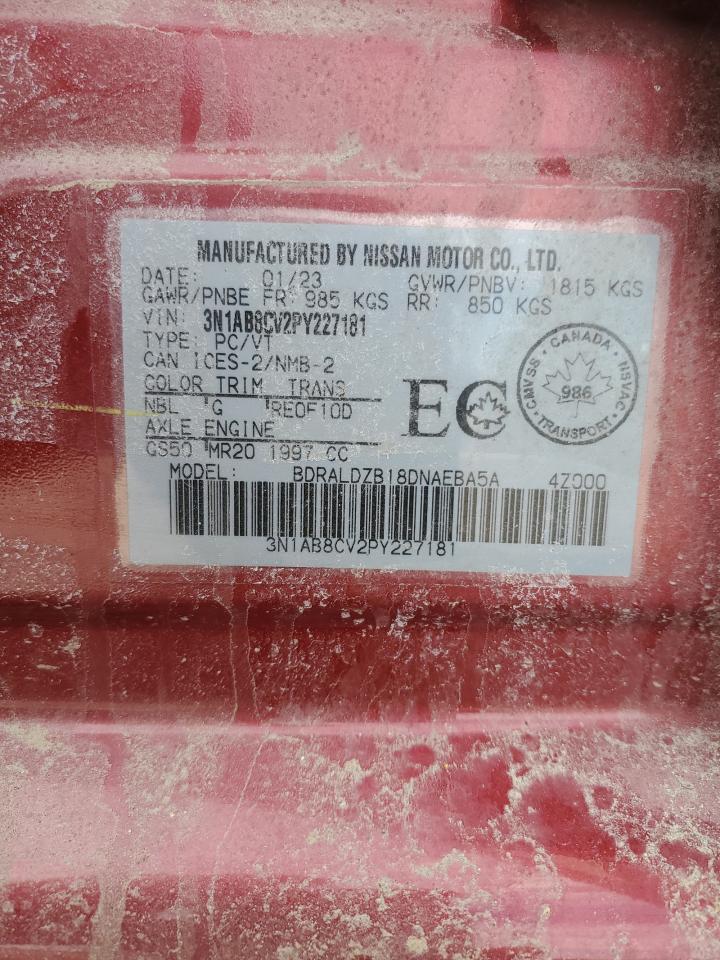 MANUFACTURED BY NISSAN MOTOR CO., LTD.
DATE: 01/23 GVWR/PNBV: 1815 KGS
GAWR/PNBE FR 985 KGS RR: 850 KGS
VIN: 3N1AB8CV2PY227181
TYPE: PC/VT
CAN ICES-2/NMB-2
COLOR TRIM TRANS
NBL G RE0F10D
AXLE ENGINE
GS50 MR20 1997 CC
EC
CMVSS • CANADA • NSVAC • TRANSPORT •
986
MODEL: BDRALDZB18DNAEBA5A 4Z000
3N1AB8CV2PY227181